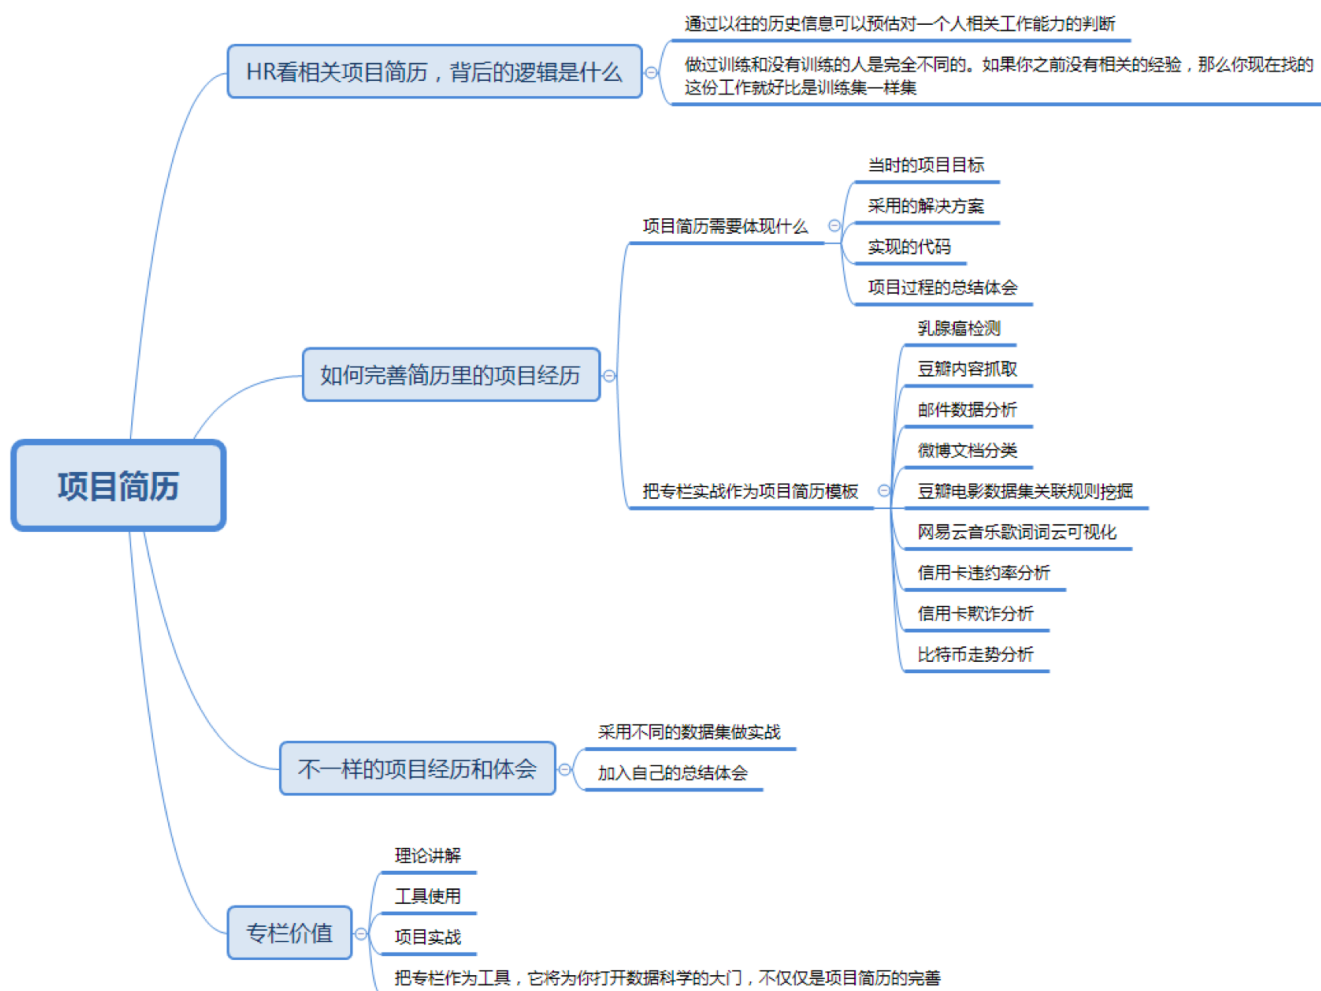 通过以往的历史信息可以预估对一个人相关工作能力的判断
HR看相关项目简历，背后的逻辑是什么
做过训练和没有训练的人是完全不同的。如果你之前没有相关的经验，那么你现在找的
这份工作就好比是训练集一样集
当时的项目目标
采用的解决方案
项目简历需要体现什么
实现的代码
项目过程的总结体会
乳腺癌检测
豆瓣内容抓取
如何完善简历里的项目经历
邮件数据分析
微博文档分类
项目简历
把专栏实战作为项目简历模板
豆瓣电影数据集关联规则挖掘
网易云音乐歌词词云可视化
信用卡违约率分析
信用卡欺诈分析
比特币走势分析
采用不同的数据集做实战
不一样的项目经历和体会
加入自己的总结体会
理论讲解
工具使用
专栏价值
项目实战
把专栏作为工具，它将为你打开数据科学的大门，不仅仅是项目简历的完善